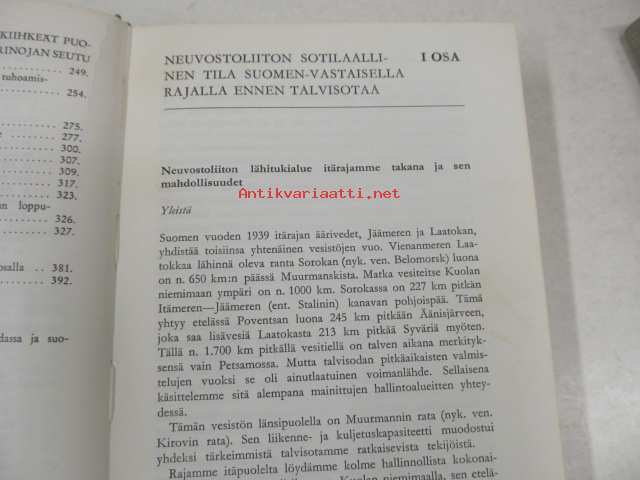 KIIHKEÄT PUO-
RINOJAN SEUTU
249.
tuhoamis-
254.
275.
277.
300.
307.
309.
317.
323.
an loppu-
326.
327.
osalla .. 381.
392.
dassa ja suo-
NEUVOSTOLIITON SOTILAALLI- I OSA
NEN TILA SUOMEN-VASTAISELLA
RAJALLA ENNEN TALVISOTAA
Neuvostoliiton lähitukialue itärajamme takana ja sen
mahdollisuudet
Antikvariaatti.net
Yleistä
Suomen vuoden 1939 itärajan äärivedet, Jäämeren ja Laatokan,
yhdistää toisiinsa yhtenäinen vesistöjen vuo. Vienanmeren Laa-
tokkaa lähinnä oleva ranta Sorokan (nyk. ven. Belomorsk) luona
on n. 650 km:n päässä Muurmanskista. Matka vesiteitse Kuolan
niemimaan ympäri on n. 1000 km. Sorokassa on 227 km pitkän
Itämeren—Jäämeren (ent. Stalinin) kanavan pohjoispää. Tämä
yhtyy etelässä Poventsan luona 245 km pitkään Äänisjärveen,
joka saa lisävesiä Laatokasta 213 km pitkää Syväriä myöten.
Tällä n. 1.700 km pitkällä vesitiellä on talven aikana merkityk-
sensä vain Petsamossa. Mutta talvisodan pitkäaikaisten valmis-
telujen vuoksi se oli ainutlaatuinen voimanlähde. Sellaisena
käsittelemme sitä alempana mainittujen hallintoalueitten yhtey-
dessä.
Tämän vesistön länsipuolella on Muurmannin rata (nyk. ven.
Kirovin rata). Sen liikenne- ja kuljetuskapasiteetti muodostui
yhdeksi tärkeimmistä talvisotamme ratkaisevista tekijöistä.
Rajamme itäpuolelta löydämme kolme hallinnollista kokonai-
Kuolan niemimaalla, sen etelä-